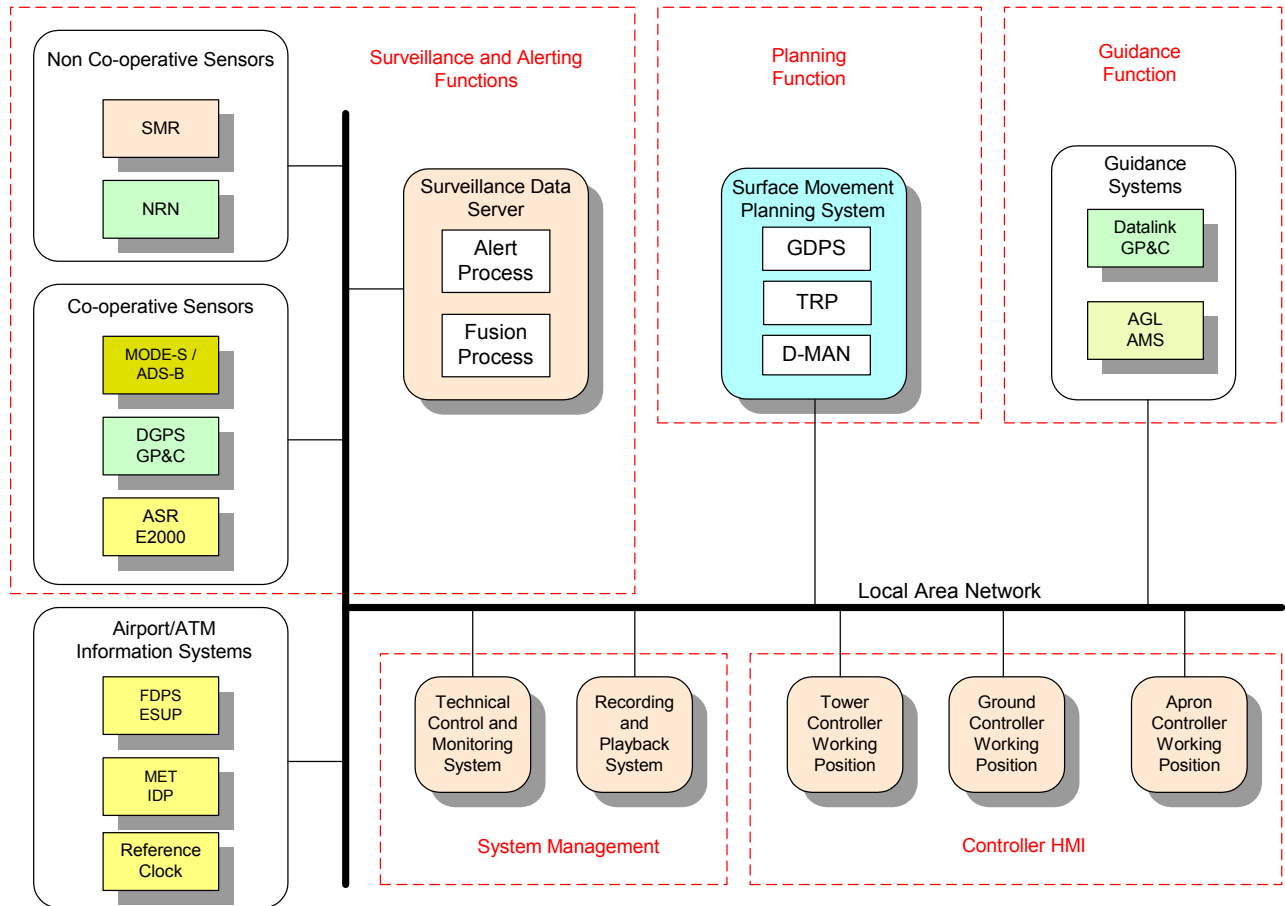 Non Co-operative Sensors
SMR
NRN
Surveillance and Alerting
Functions
Surveillance Data
Server
Alert
Process
Fusion
Process
Co-operative Sensors
MODE-S /
ADS-B
DGPS
GP&C
ASR
E2000
Planning
Function
Surface Movement
Planning System
GDPS
TRP
D-MAN
Guidance
Function
Guidance
Systems
Datalink
GP&C
AGL
AMS
Local Area Network
Airport/ATM
Information Systems
FDPS
ESUP
MET
IDP
Reference
Clock
Technical
Control and
Monitoring
System
Recording
and
Playback
System
System Management
Tower
Controller
Working
Position
Ground
Controller
Working
Position
Apron
Controller
Working
Position
Controller HMI